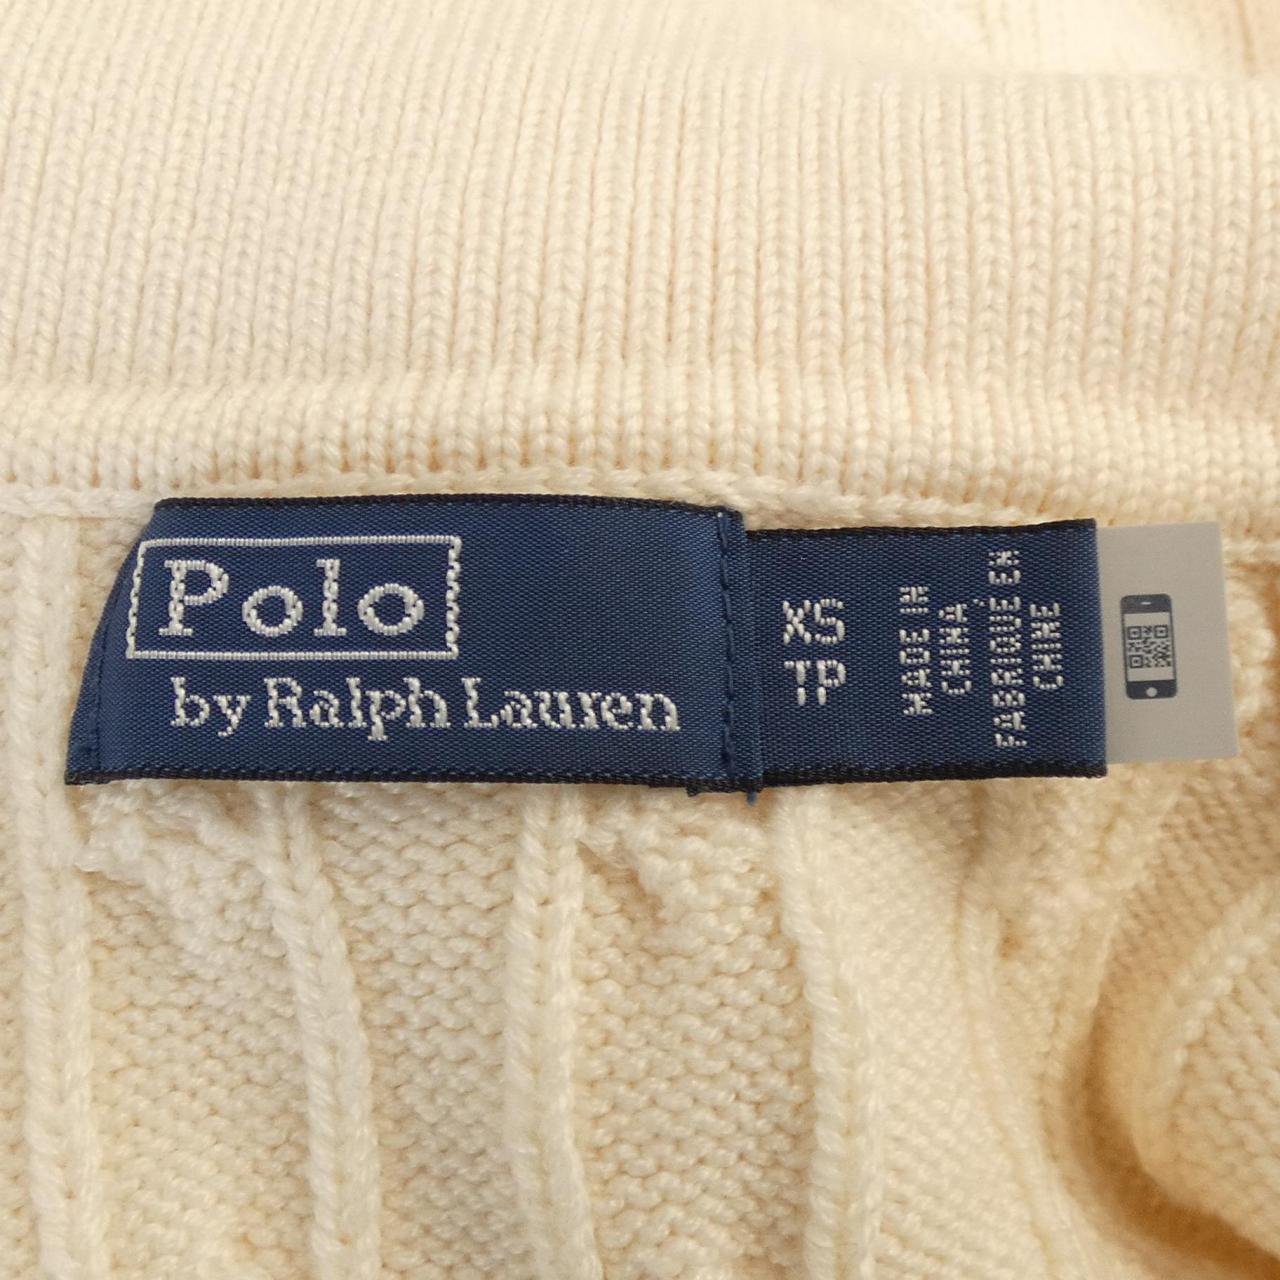 Polo
by Ralph Lauren
XS
TP
MADE IN
CHINA
FABRIQUÉ EN
CHINE